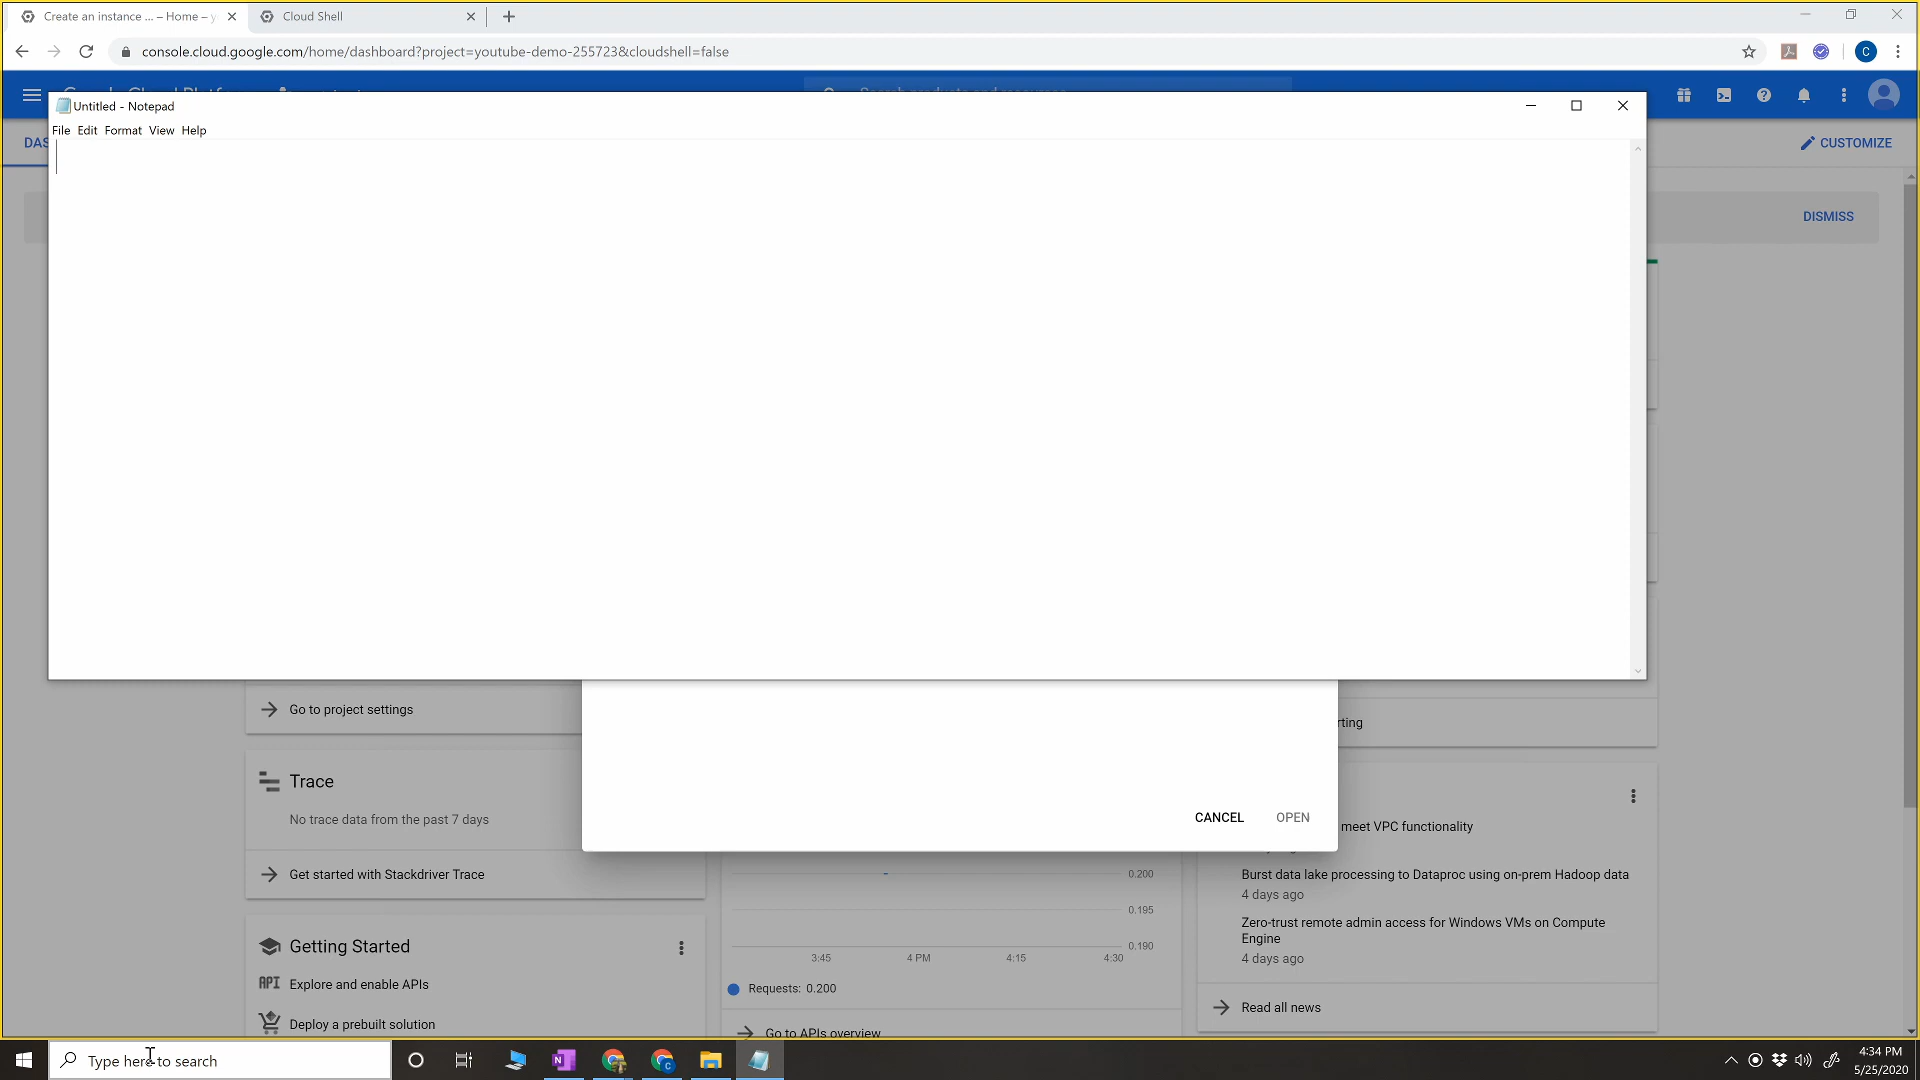 Create an instance ... – Home – y
Cloud Shell
console.cloud.google.com/home/dashboard?project=youtube-demo-255723&cloudshell=false
C
Untitled - Notepad
File Edit Format View Help
CUSTOMIZE
DISMISS
Go to project settings
Trace
No trace data from the past 7 days
Get started with Stackdriver Trace
Getting Started
API Explore and enable APIs
Deploy a prebuilt solution
CANCEL OPEN
0.200
0.195
0.190
3:45 4 PM 4:15 4:30
Requests: 0.200
Go to APIs overview
meet VPC functionality
Burst data lake processing to Dataproc using on-prem Hadoop data
4 days ago
Zero-trust remote admin access for Windows VMs on Compute
Engine
4 days ago
Read all news
Type here to search
4:34 PM
5/25/2020